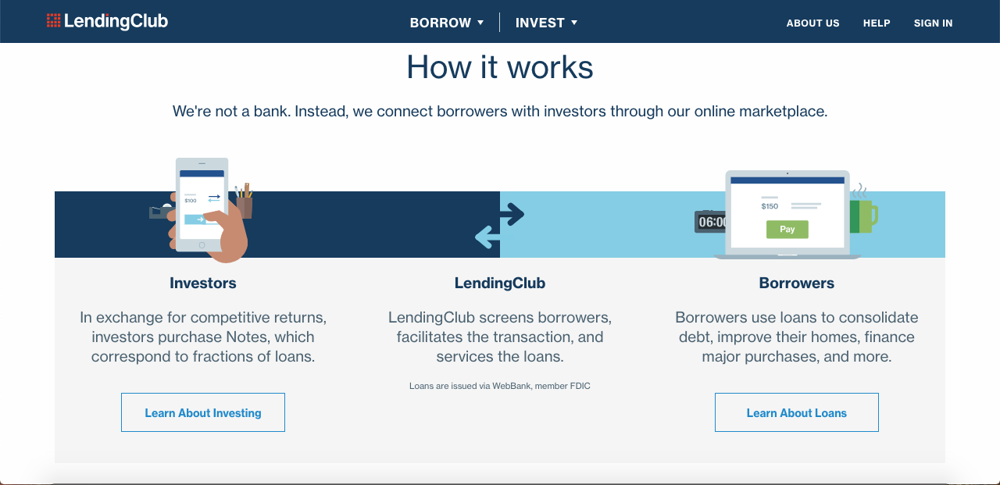 LendingClub
BORROW
INVEST
ABOUT US
HELP
SIGN IN
How it works
We're not a bank. Instead, we connect borrowers with investors through our online marketplace.
$100
06:00
$150
Pay
Investors
In exchange for competitive returns,
investors purchase Notes, which
correspond to fractions of loans.
Learn About Investing
LendingClub
LendingClub screens borrowers,
facilitates the transaction, and
services the loans.
Loans are issued via WebBank, member FDIC
Borrowers
Borrowers use loans to consolidate
debt, improve their homes, finance
major purchases, and more.
Learn About Loans